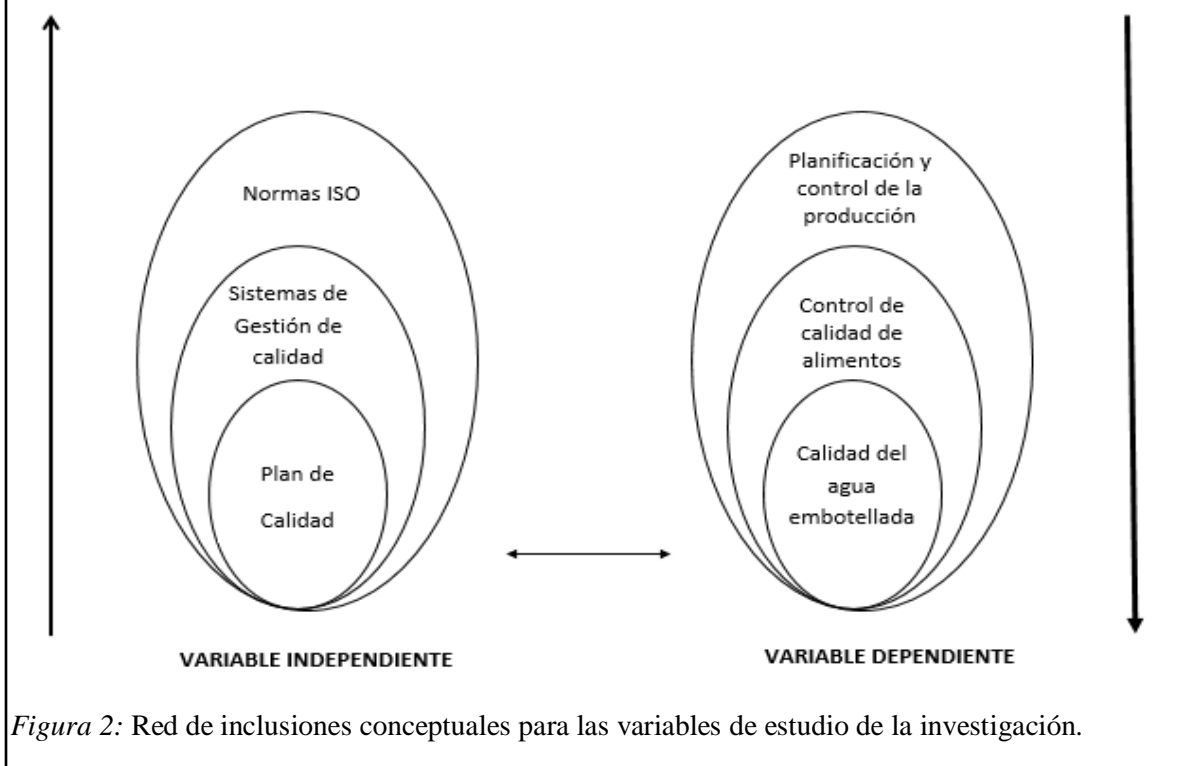 Normas ISO
Sistemas de
Gestión de
calidad
Plan de
Calidad
VARIABLE INDEPENDIENTE
Planificación y
control de la
producción
Control de
calidad de
alimentos
Calidad del
agua
embotellada
VARIABLE DEPENDIENTE
Figura 2: Red de inclusiones conceptuales para las variables de estudio de la investigación.